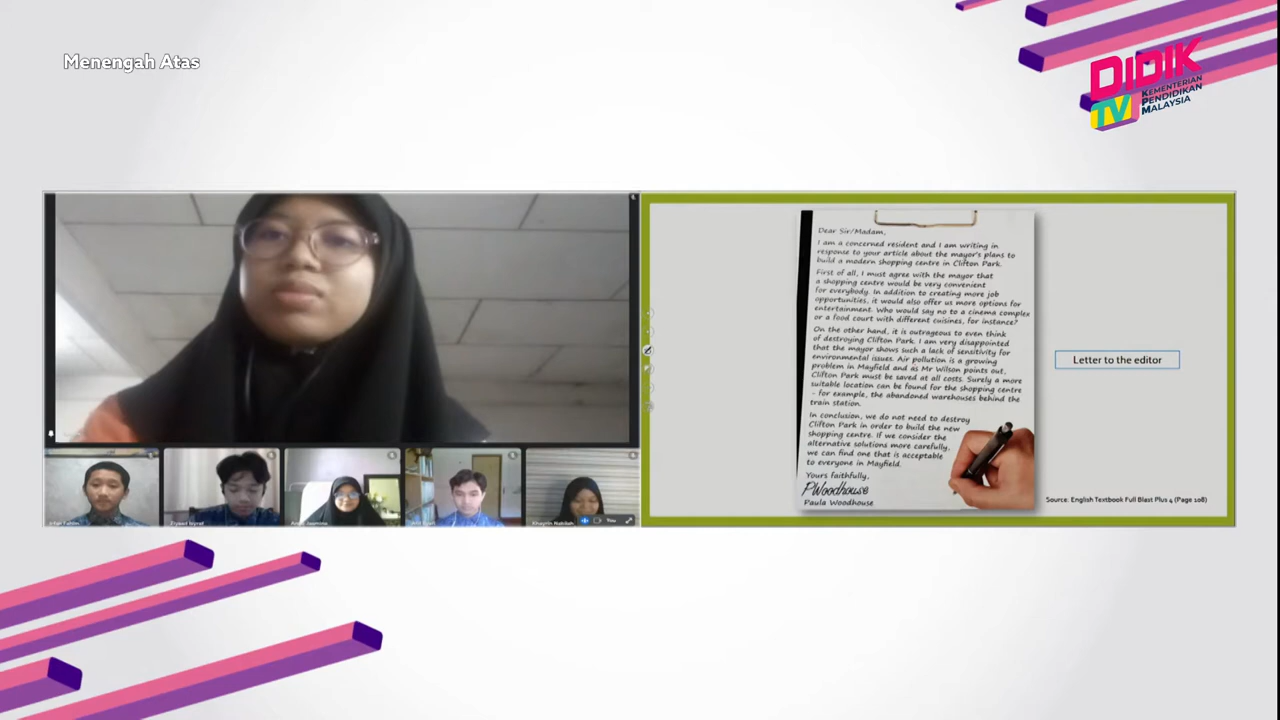 Menengah Atas
DIDIK
TV
KEMENTERIAN
PENDIDIKAN
MALAYSIA
Dear Sir/Madam,
I am a concerned resident and I am writing in
response to your article about the mayor's plans to
build a modern shopping centre in Clifton Park.
First of all, I must agree with the mayor that
a shopping centre would be very convenient
for everybody. In addition to creating more job
opportunities, it would also offer us more options for
entertainment. Who would say no to a cinema complex
or a food court with different cuisines, for instance?
On the other hand, it is outrageous to even think
of destroying Clifton Park. I am very disappointed
that the mayor shows such a lack of sensitivity for
environmental issues. Air pollution is a growing
problem in Mayfield and as Mr Wilson points out,
Clifton Park must be saved at all costs. Surely a more
suitable location can be found for the shopping centre
- for example, the abandoned warehouses behind the
train station.
In conclusion, we do not need to destroy
Clifton Park in order to build the new
shopping centre. If we consider the
alternative solutions more carefully,
we can find one that is acceptable
to everyone in Mayfield.
Yours faithfully,
PWoodhouse
Paula Woodhouse
Letter to the editor
Source: English Textbook Full Blast Plus 4 (Page 108)
You